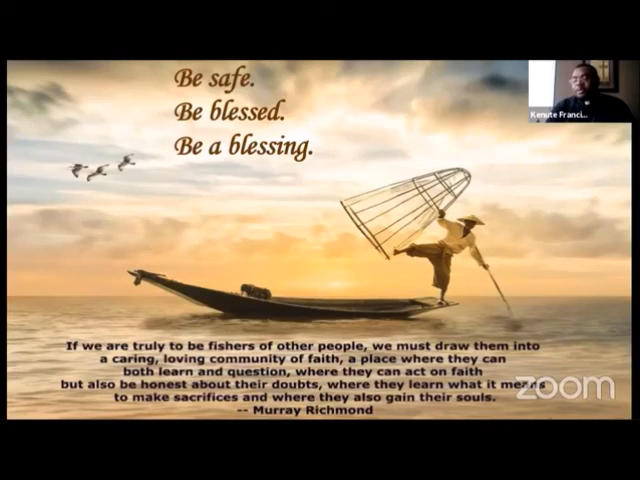 Be safe.
Be blessed.
Be a blessing.
Kenute Franci...
If we are truly to be fishers of other people, we must draw them into
a caring, loving community of faith, a place where they can
both learn and question, where they can act on faith
but also be honest about their doubts, where they learn what it means
to make sacrifices and where they also gain their souls.
-- Murray Richmond
zoom